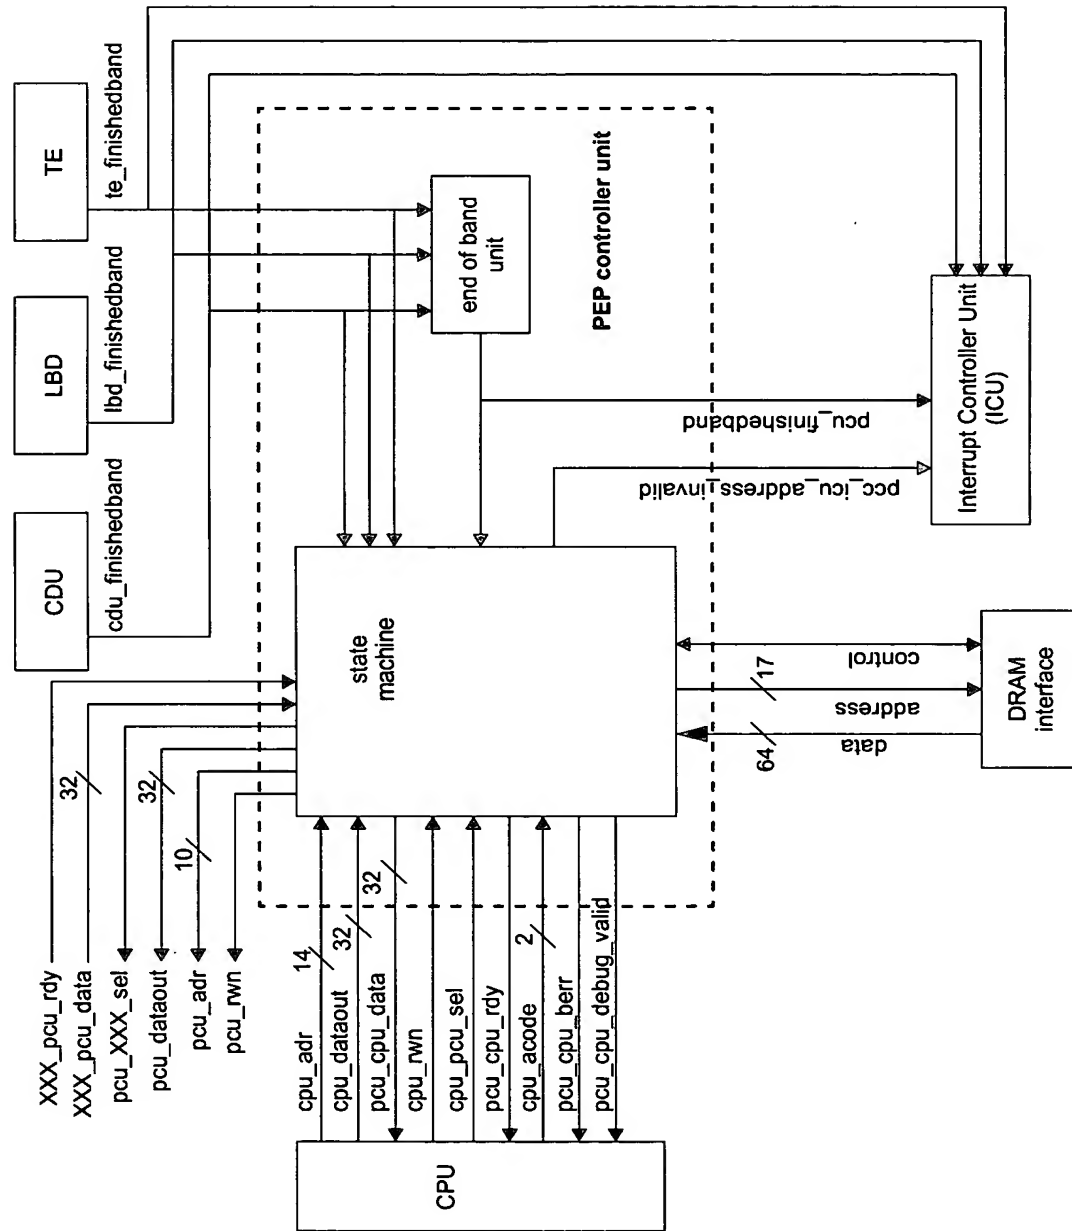 TE
te_finishedband
LBD
lbd_finishedband
CDU
cdu_finishedband
end of band
unit
PEP controller unit
pcu_finishedband
pcc_icu_address_invalid
Interrupt Controller Unit
(ICU)
state
machine
XXX_pcu_rdy
XXX_pcu_data
32
pcu_XXX_sel
pcu_dataout
32
pcu_adr
10
pcu_rwn
cpu_adr
14
cpu_dataout
32
pcu_cpu_data
32
cpu_rwn
cpu_pcu_sel
pcu_cpu_rdy
cpu_acode
2
pcu_cpu_berr
pcu_cpu_debug_valid
CPU
control
17
address
64
data
DRAM
interface